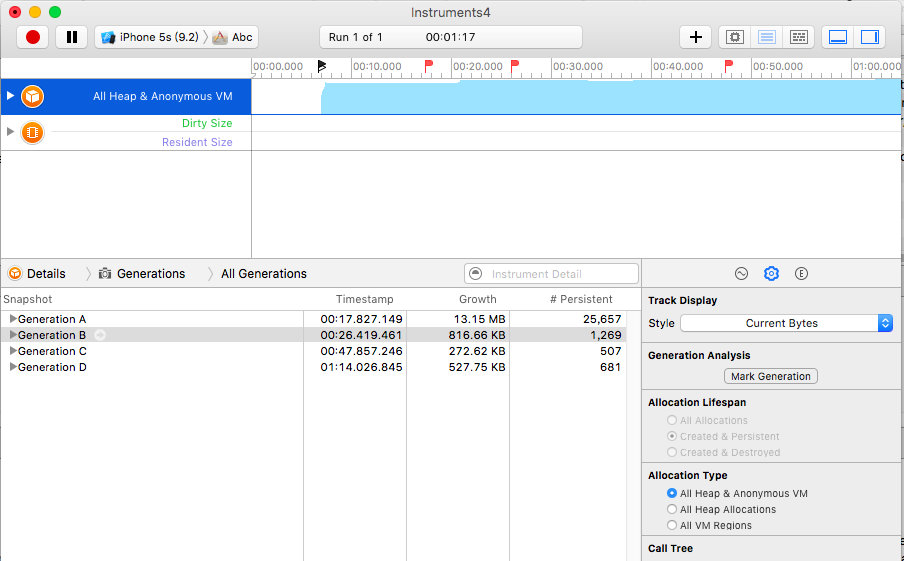 Instruments4
iPhone 5s (9.2) 〉 Abc
Run 1 of 1 00:01:17
00:00.000 00:10.000 00:20.000 00:30.000 00:40.000 00:50.000 01:00.000
All Heap & Anonymous VM
Dirty Size
Resident Size
Details 〉 Generations 〉 All Generations
Instrument Detail
E
Snapshot Timestamp Growth # Persistent
Generation A 00:17.827.149 13.15 MB 25,657
Generation B 00:26.419.461 816.66 KB 1,269
Generation C 00:47.857.246 272.62 KB 507
Generation D 01:14.026.845 527.75 KB 681
Track Display
Style Current Bytes
Generation Analysis
Mark Generation
Allocation Lifespan
All Allocations
Created & Persistent
Created & Destroyed
Allocation Type
All Heap & Anonymous VM
All Heap Allocations
All VM Regions
Call Tree